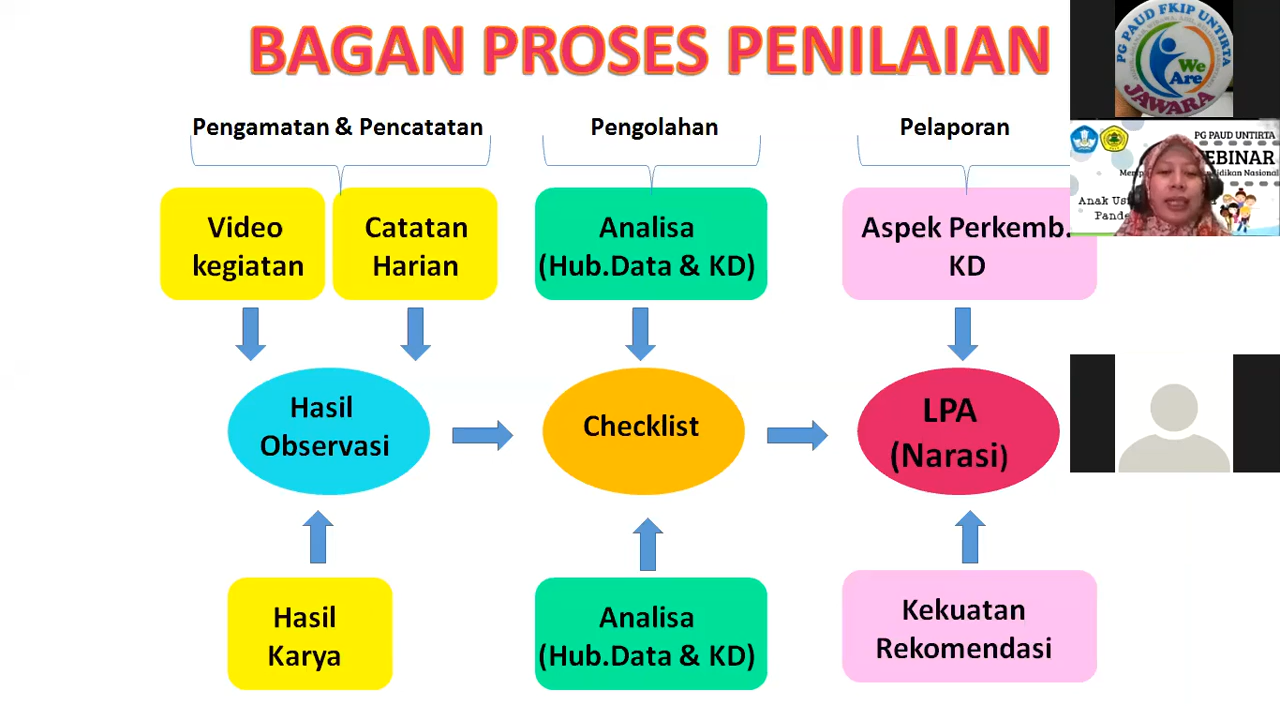 BAGAN PROSES PENILAIAN
Pengamatan & Pencatatan
Pengolahan
Pelaporan
Video
kegiatan
Catatan
Harian
Analisa
(Hub.Data & KD)
Aspek Perkemb.
KD
Hasil
Observasi
Checklist
LPA
(Narasi)
Hasil
Karya
Analisa
(Hub.Data & KD)
Kekuatan
Rekomendasi
PG PAUD FKIP UNTIRTA
We
Are
JAWARA
PG PAUD UNTIRTA
EBINAR
didikan Nasional
Anak Us
Pande